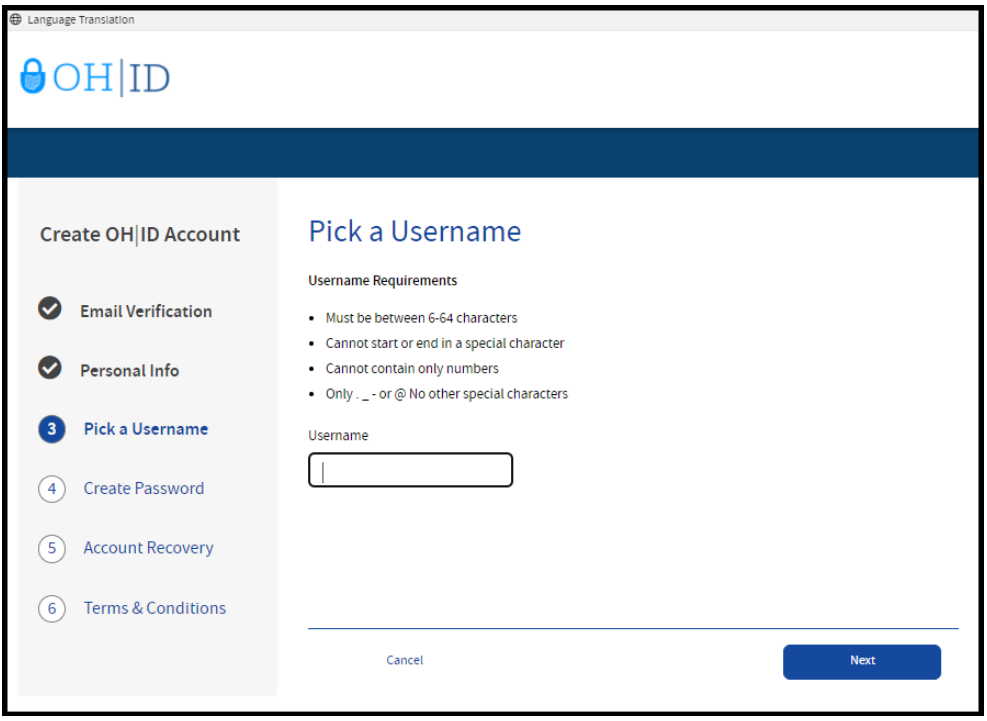 Language Translation
OH|ID
Create OH|ID Account
Email Verification
Personal Info
3 Pick a Username
4 Create Password
5 Account Recovery
6 Terms & Conditions
Pick a Username
Username Requirements
• Must be between 6-64 characters
• Cannot start or end in a special character
• Cannot contain only numbers
• Only . _ - or @ No other special characters
Username
Cancel
Next